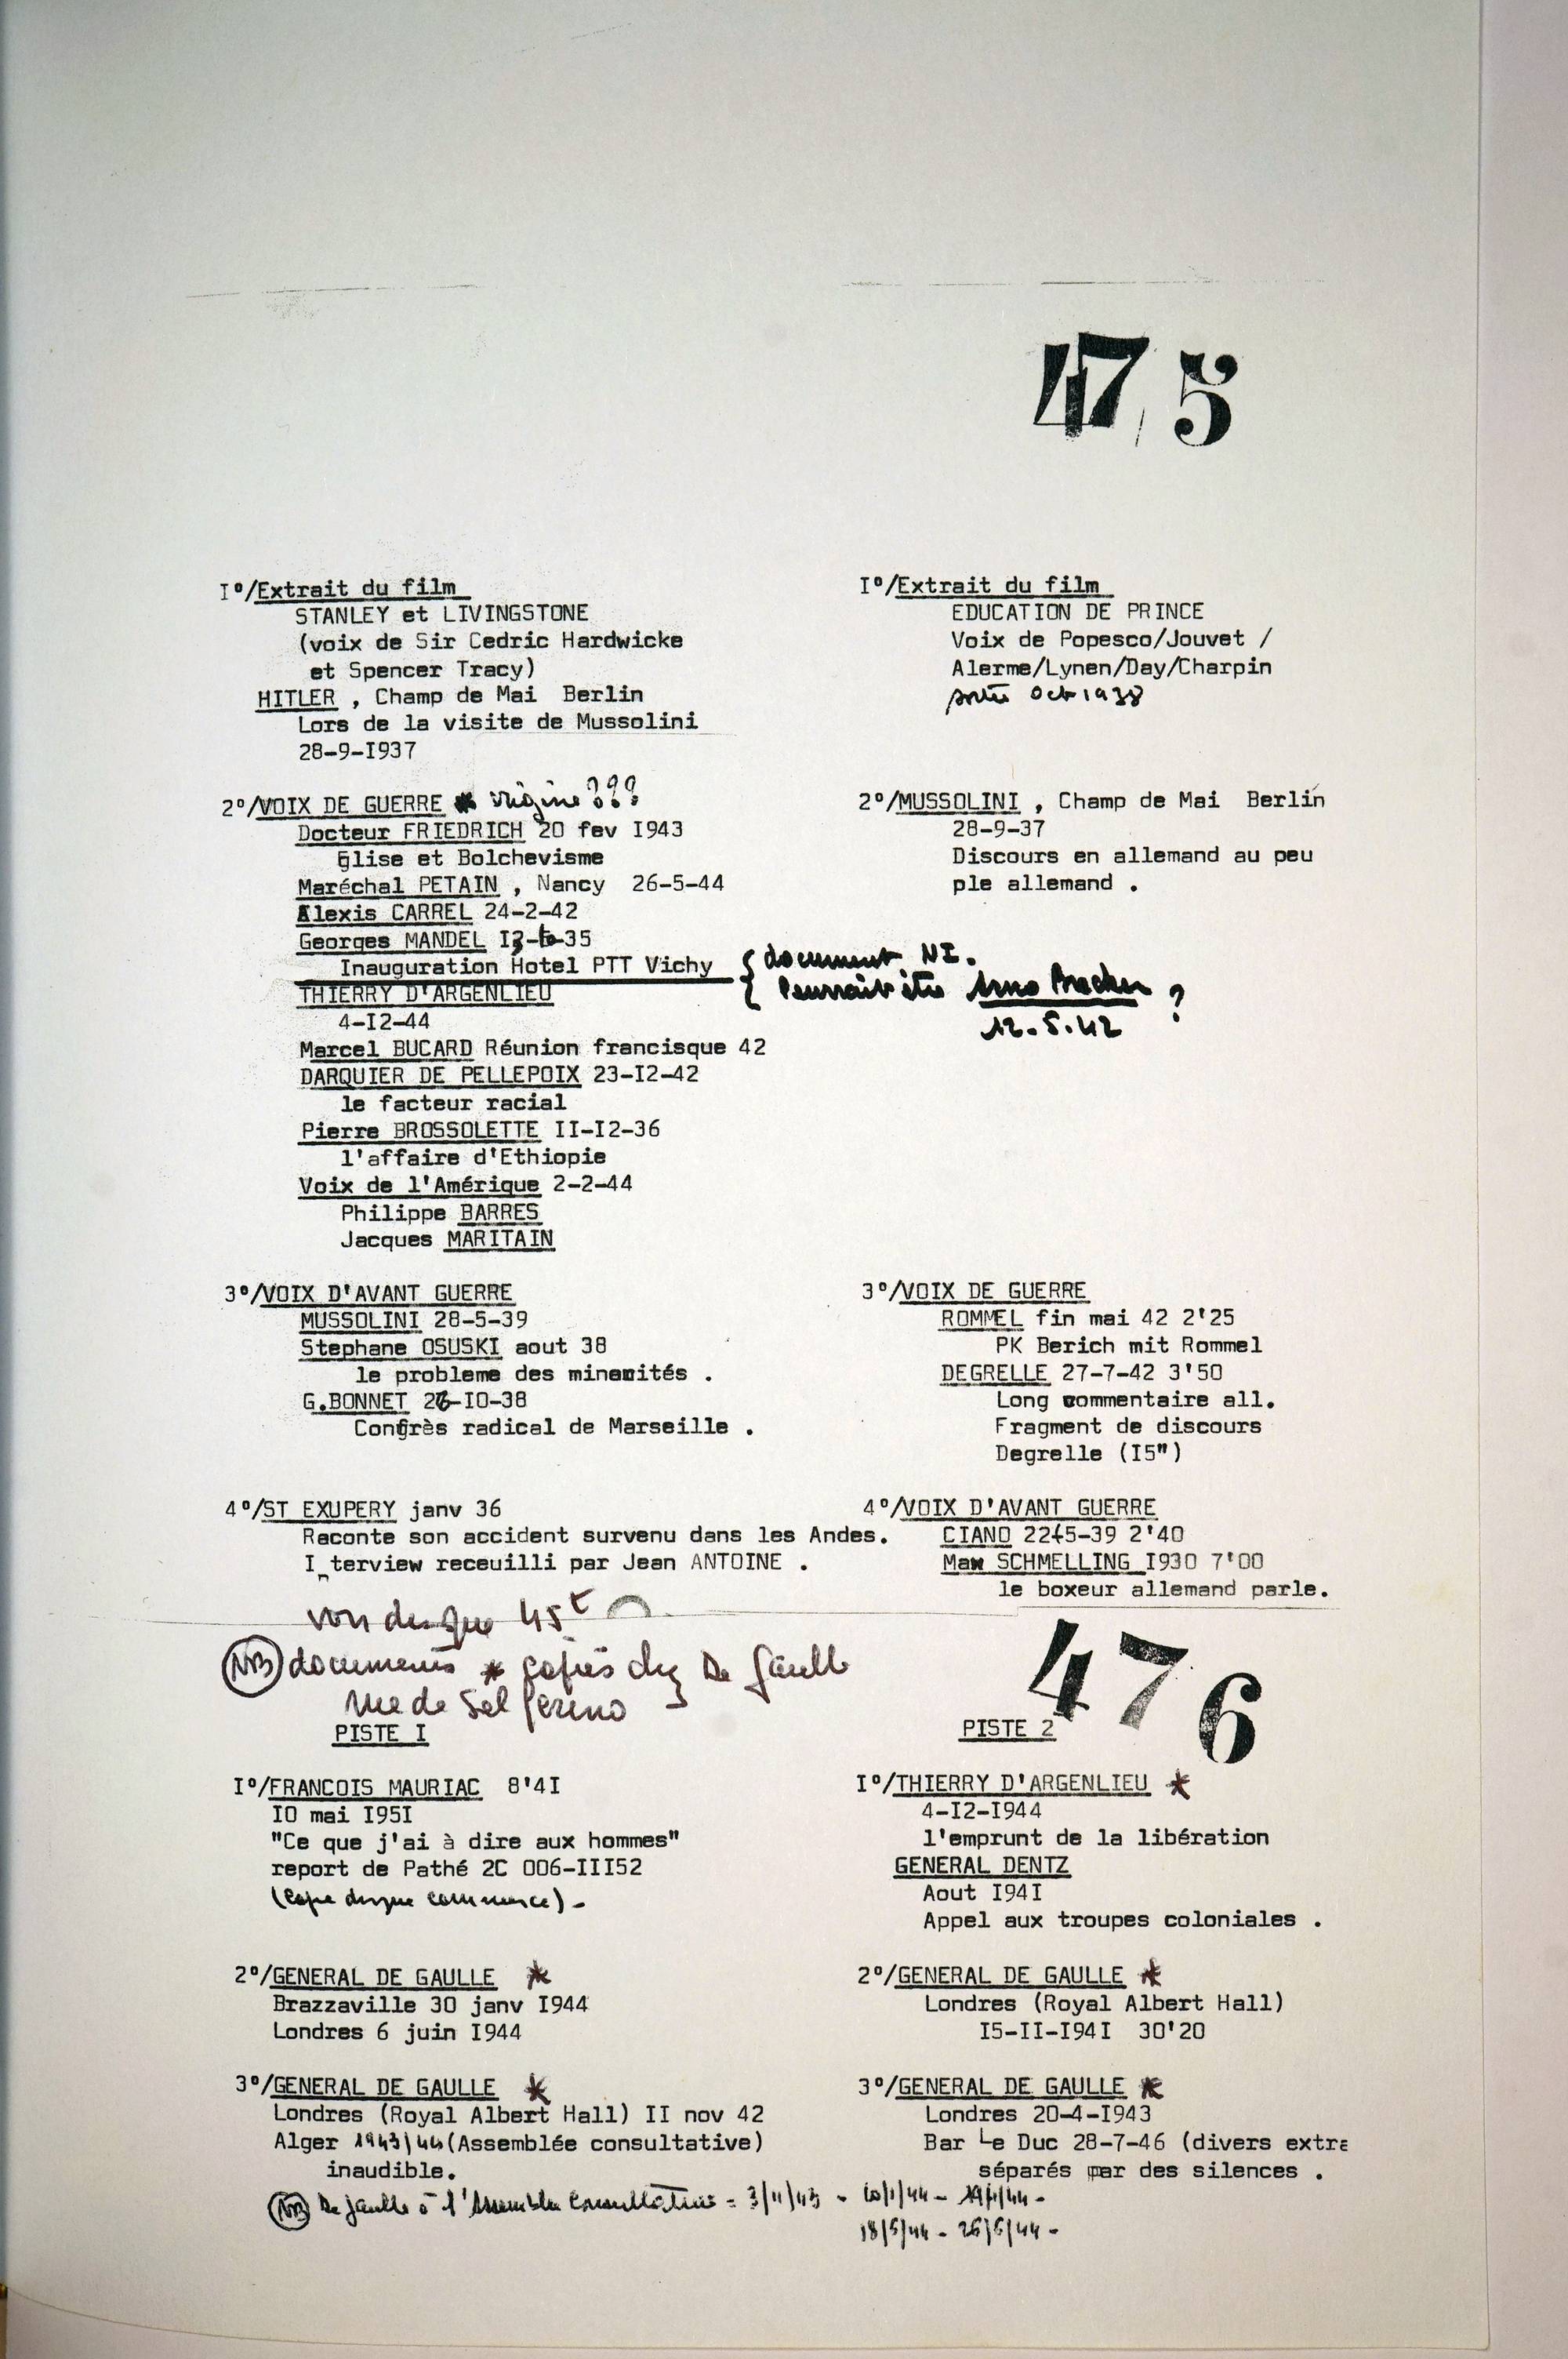 475
I°/Extrait du film
STANLEY et LIVINGSTONE
(voix de Sir Cedric Hardwicke
et Spencer Tracy)
HITLER , Champ de Mai Berlin
Lors de la visite de Mussolini
28-9-I937
2°/VOIX DE GUERRE * origine ???
Docteur FRIEDRICH 20 fev I943
Eglise et Bolchevisme
Maréchal PETAIN , Nancy 26-5-44
Alexis CARREL 24-2-42
Georges MANDEL
Inauguration Hotel PTT Vichy
THIERRY D'ARGENLIEU
4-I2-44
Marcel BUCARD Réunion francisque 42
DARQUIER DE PELLEPOIX 23-I2-42
le facteur racial
Pierre BROSSOLETTE II-I2-36
l'affaire d'Ethiopie
Voix de l'Amérique 2-2-44
Philippe BARRES
Jacques MARITAIN
3°/VOIX D'AVANT GUERRE
MUSSOLINI 28-5-39
Stephane OSUSKI aout 38
le probleme des minorités .
G.BONNET 26-IO-38
Congrès radical de Marseille .
4°/ST EXUPERY janv 36
Raconte son accident survenu dans les Andes.
I_terview receuilli par Jean ANTOINE .
voir disque 45t
I°/Extrait du film
EDUCATION DE PRINCE
Voix de Popesco/Jouvet /
Alerme/Lynen/Day/Charpin
sortie Oct 1938
2°/MUSSOLINI , Champ de Mai Berlin
28-9-37
Discours en allemand au peu
ple allemand .
document NI.
Pourrait être Arno Brecker ?
12.5.42
3°/VOIX DE GUERRE
ROMMEL fin mai 42 2'25
PK Berich mit Rommel
DEGRELLE 27-7-42 3'50
Long commentaire all.
Fragment de discours
Degrelle (I5")
4°/VOIX D'AVANT GUERRE
CIANO 22-5-39 2'40
Max SCHMELLING I930 7'00
le boxeur allemand parle.
476
NB documents * copiés chez De Gaulle
rue de Solferino
PISTE I
I°/FRANCOIS MAURIAC 8'4I
IO mai I95I
"Ce que j'ai à dire aux hommes"
report de Pathé 2C 006-III52
(copie disque commerce)-
2°/GENERAL DE GAULLE *
Brazzaville 30 janv I944
Londres 6 juin I944
3°/GENERAL DE GAULLE *
Londres (Royal Albert Hall) II nov 42
Alger 1943/44 (Assemblée consultative)
inaudible.
PISTE 2
I°/THIERRY D'ARGENLIEU *
4-I2-I944
l'emprunt de la libération
GENERAL DENTZ
Aout I94I
Appel aux troupes coloniales .
2°/GENERAL DE GAULLE *
Londres (Royal Albert Hall)
I5-II-I94I 30'20
3°/GENERAL DE GAULLE *
Londres 20-4-I943
Bar Le Duc 28-7-46 (divers extra
séparés par des silences .
NB De Gaulle à l'Assemblée Consultative = 3/11/43 - 10/1/44 -
18/5/44 - 26/6/44 -